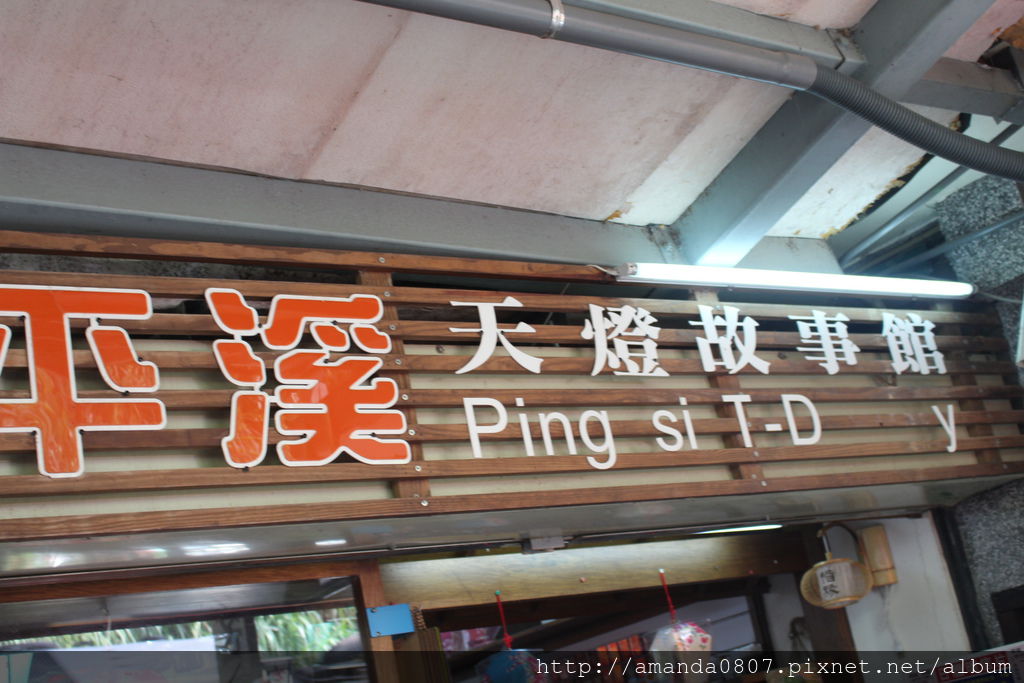 平溪 天燈故事館
Ping si T-D y
http://amanda0807.pixnet.net/album